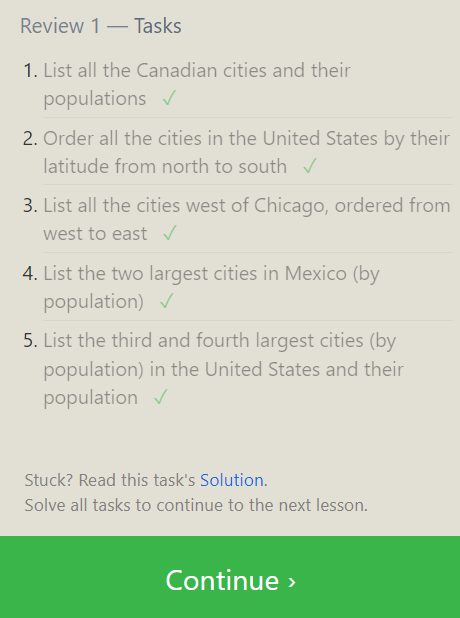 Review 1 — Tasks
1. List all the Canadian cities and their
populations ✓
2. Order all the cities in the United States by their
latitude from north to south ✓
3. List all the cities west of Chicago, ordered from
west to east ✓
4. List the two largest cities in Mexico (by
population) ✓
5. List the third and fourth largest cities (by
population) in the United States and their
population ✓
Stuck? Read this task's Solution.
Solve all tasks to continue to the next lesson.
Continue ›